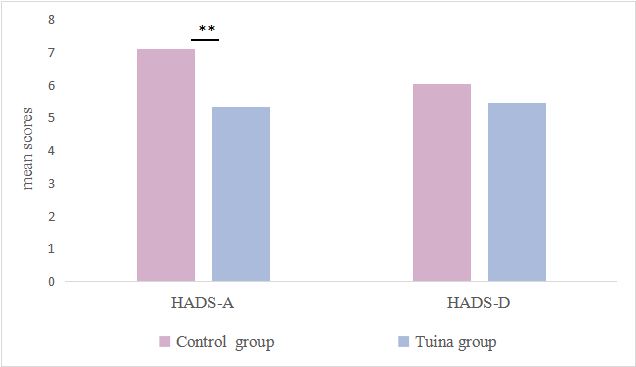 8
**
7
6
5
4
3
2
1
0
mean scores
HADS-A
HADS-D
Control group
Tuina group